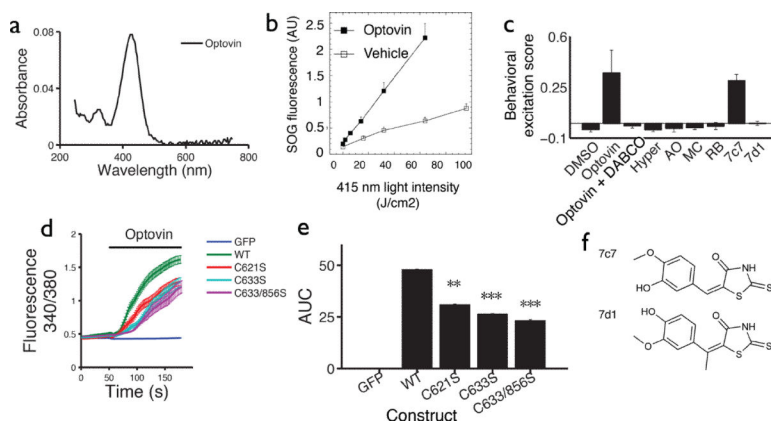 a
0.08
0.04
0
Absorbance
Optovin
200
400
600
800
Wavelength (nm)
b
2.5
2
1.5
1
0.5
0
SOG fluorescence (AU)
Optovin
Vehicle
0
20
40
60
80
100
415 nm light intensity
(J/cm2)
c
0.6
0.25
−0.1
Behavioral
excitation score
DMSO
Optovin
Optovin + DABCO
Hyper
AO
MC
RB
7c7
7d1
d
Optovin
2
1.5
1
0.5
0
Fluorescence
340/380
GFP
WT
C621S
C633S
C633/856S
0
50
100
150
200
Time (s)
e
50
25
0
AUC
**
***
***
GFP
WT
C621S
C633S
C633/856S
Construct
f
7c7
O
HO
O
NH
S
S
7d1
HO
O
O
NH
S
S